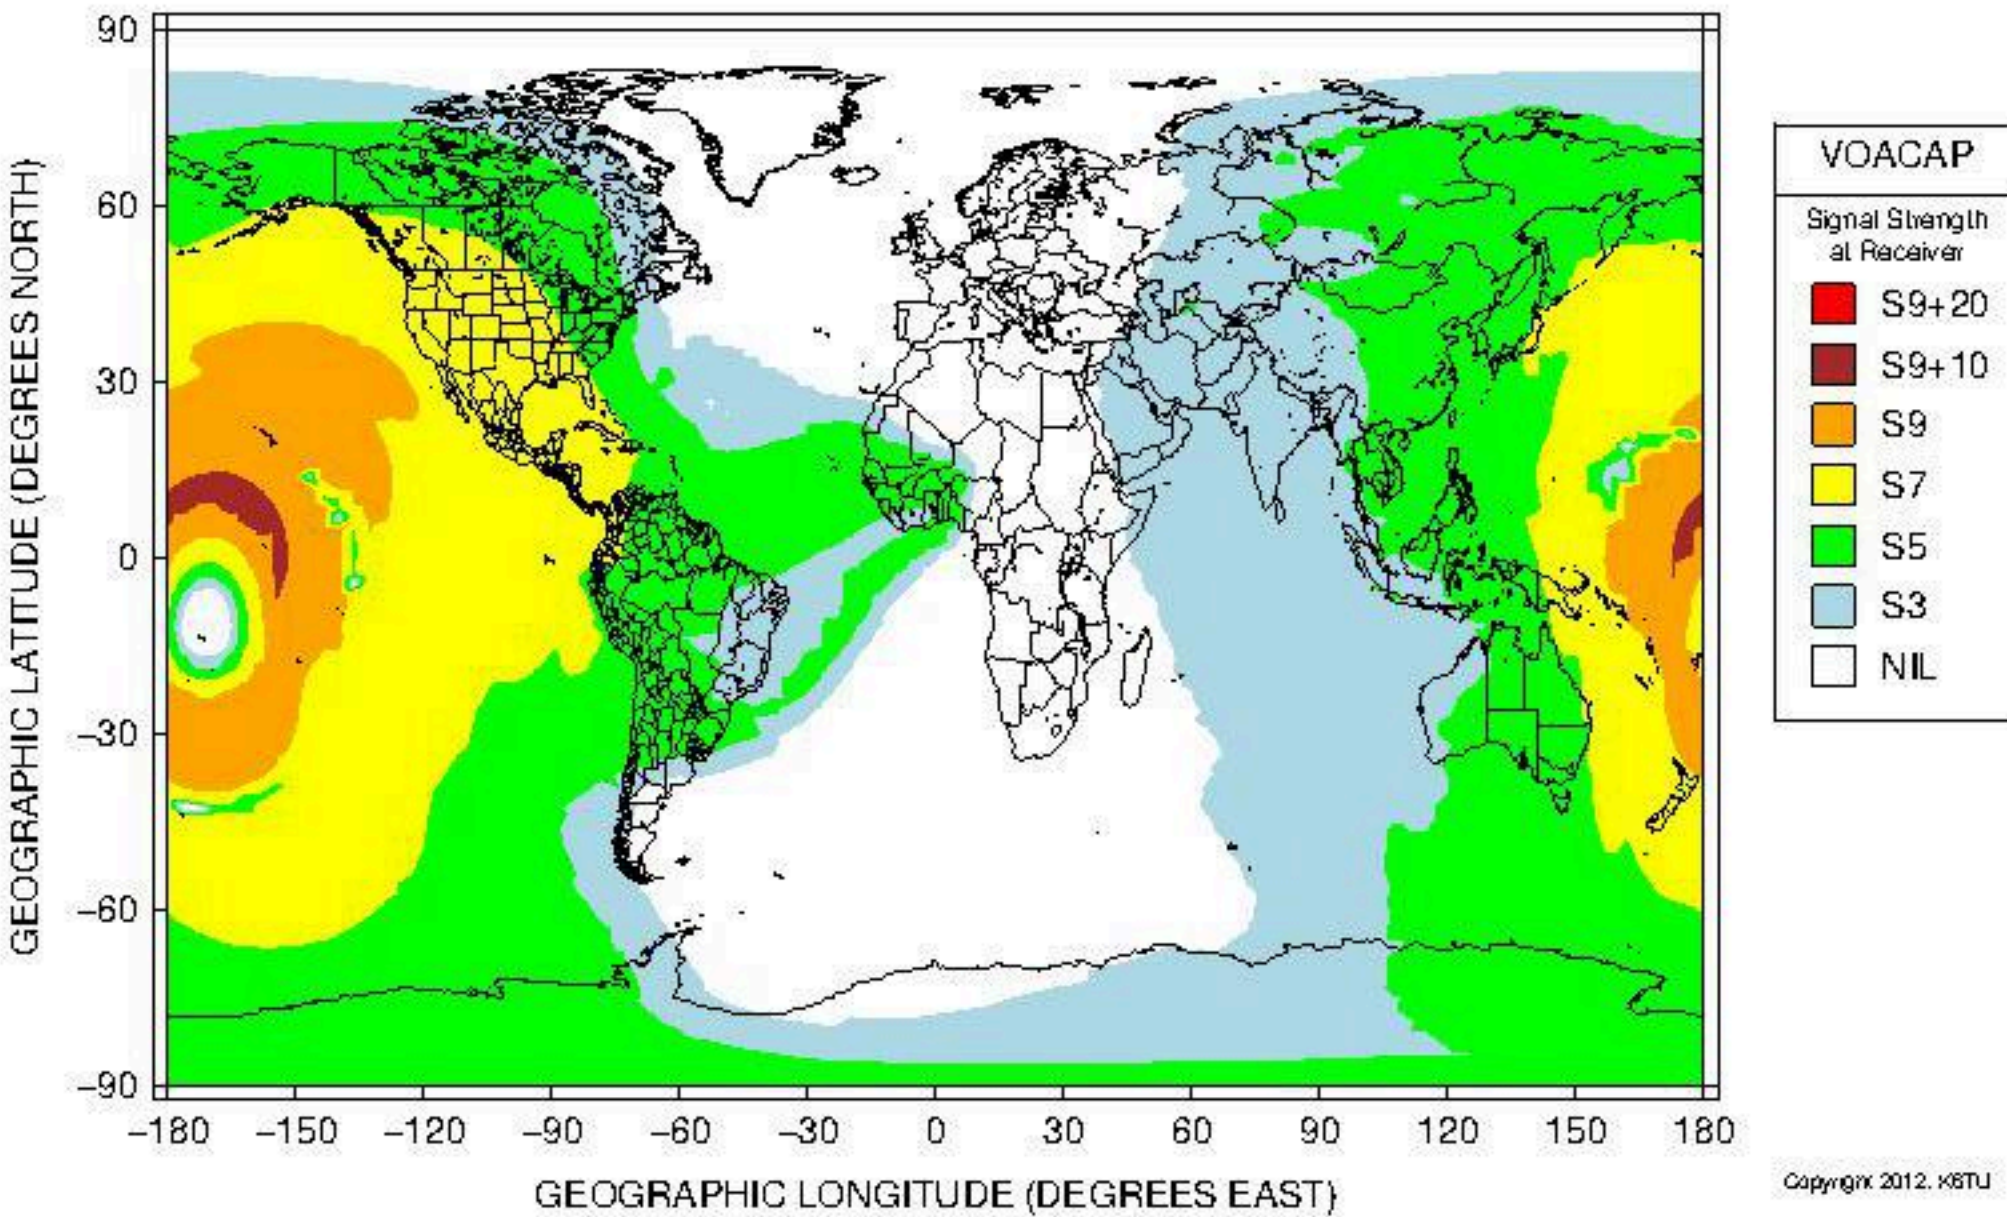 GEOGRAPHIC LATITUDE (DEGREES NORTH)
90
60
30
0
−30
−60
−90
−180 −150 −120 −90 −60 −30 0 30 60 90 120 150 180
GEOGRAPHIC LONGITUDE (DEGREES EAST)
VOACAP
Signal Strength
at Receiver
S9+20
S9+10
S9
S7
S5
S3
NIL
Copyright 2012. K6TU